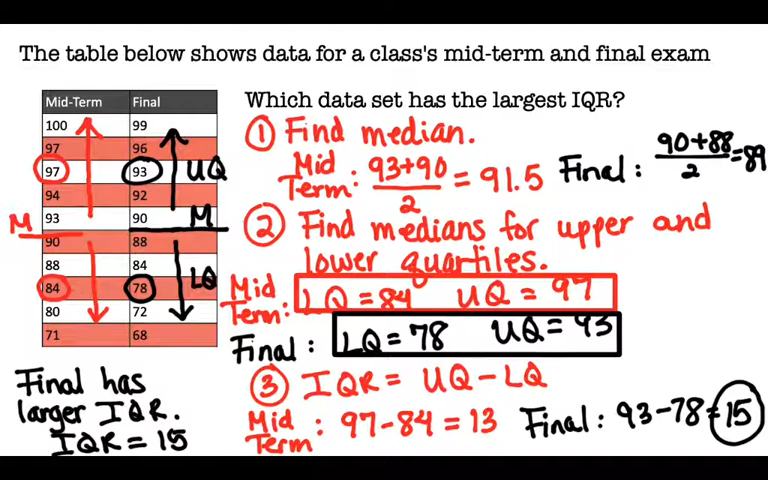 The table below shows data for a class's mid-term and final exam
Mid-Term Final
100 99
97 96
97 93
94 92
93 90
90 88
88 84
84 78
80 72
71 68
M
UQ
M
LQ
Which data set has the largest IQR?
① Find median.
Mid Term: 93+90/2 = 91.5
Final: 90+88/2 = 89
② Find medians for upper and
lower quartiles.
Mid Term: LQ = 84 UQ = 97
Final: LQ = 78 UQ = 93
③ IQR = UQ - LQ
Mid Term: 97-84 = 13
Final: 93-78 = 15
Final has
larger IQR.
IQR = 15